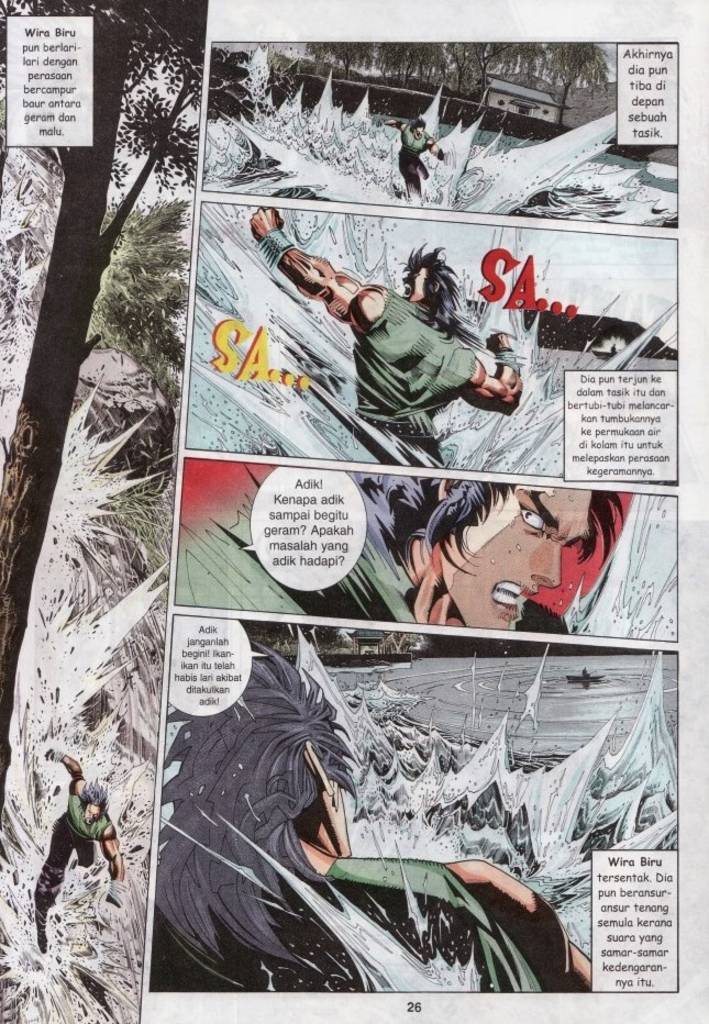 Wira Biru
pun berlari-
lari dengan
perasaan
bercampur
baur antara
geram dan
malu.
Akhirnya
dia pun
tiba di
depan
sebuah
tasik.
SA...
SA...
Dia pun terjun ke
dalam tasik itu dan
bertubi-tubi melancar-
kan tumbukannya
ke permukaan air
di kolam itu untuk
melepaskan perasaan
kegeramannya.
Adik!
Kenapa adik
sampai begitu
geram? Apakah
masalah yang
adik hadapi?
Adik
janganlah
begini! Ikan-
ikan itu telah
habis lari akibat
ditakulkan
adik!
Wira Biru
tersentak. Dia
pun beransur-
ansur tenang
semula kerana
suara yang
samar-samar
kedengaran-
nya itu.
26